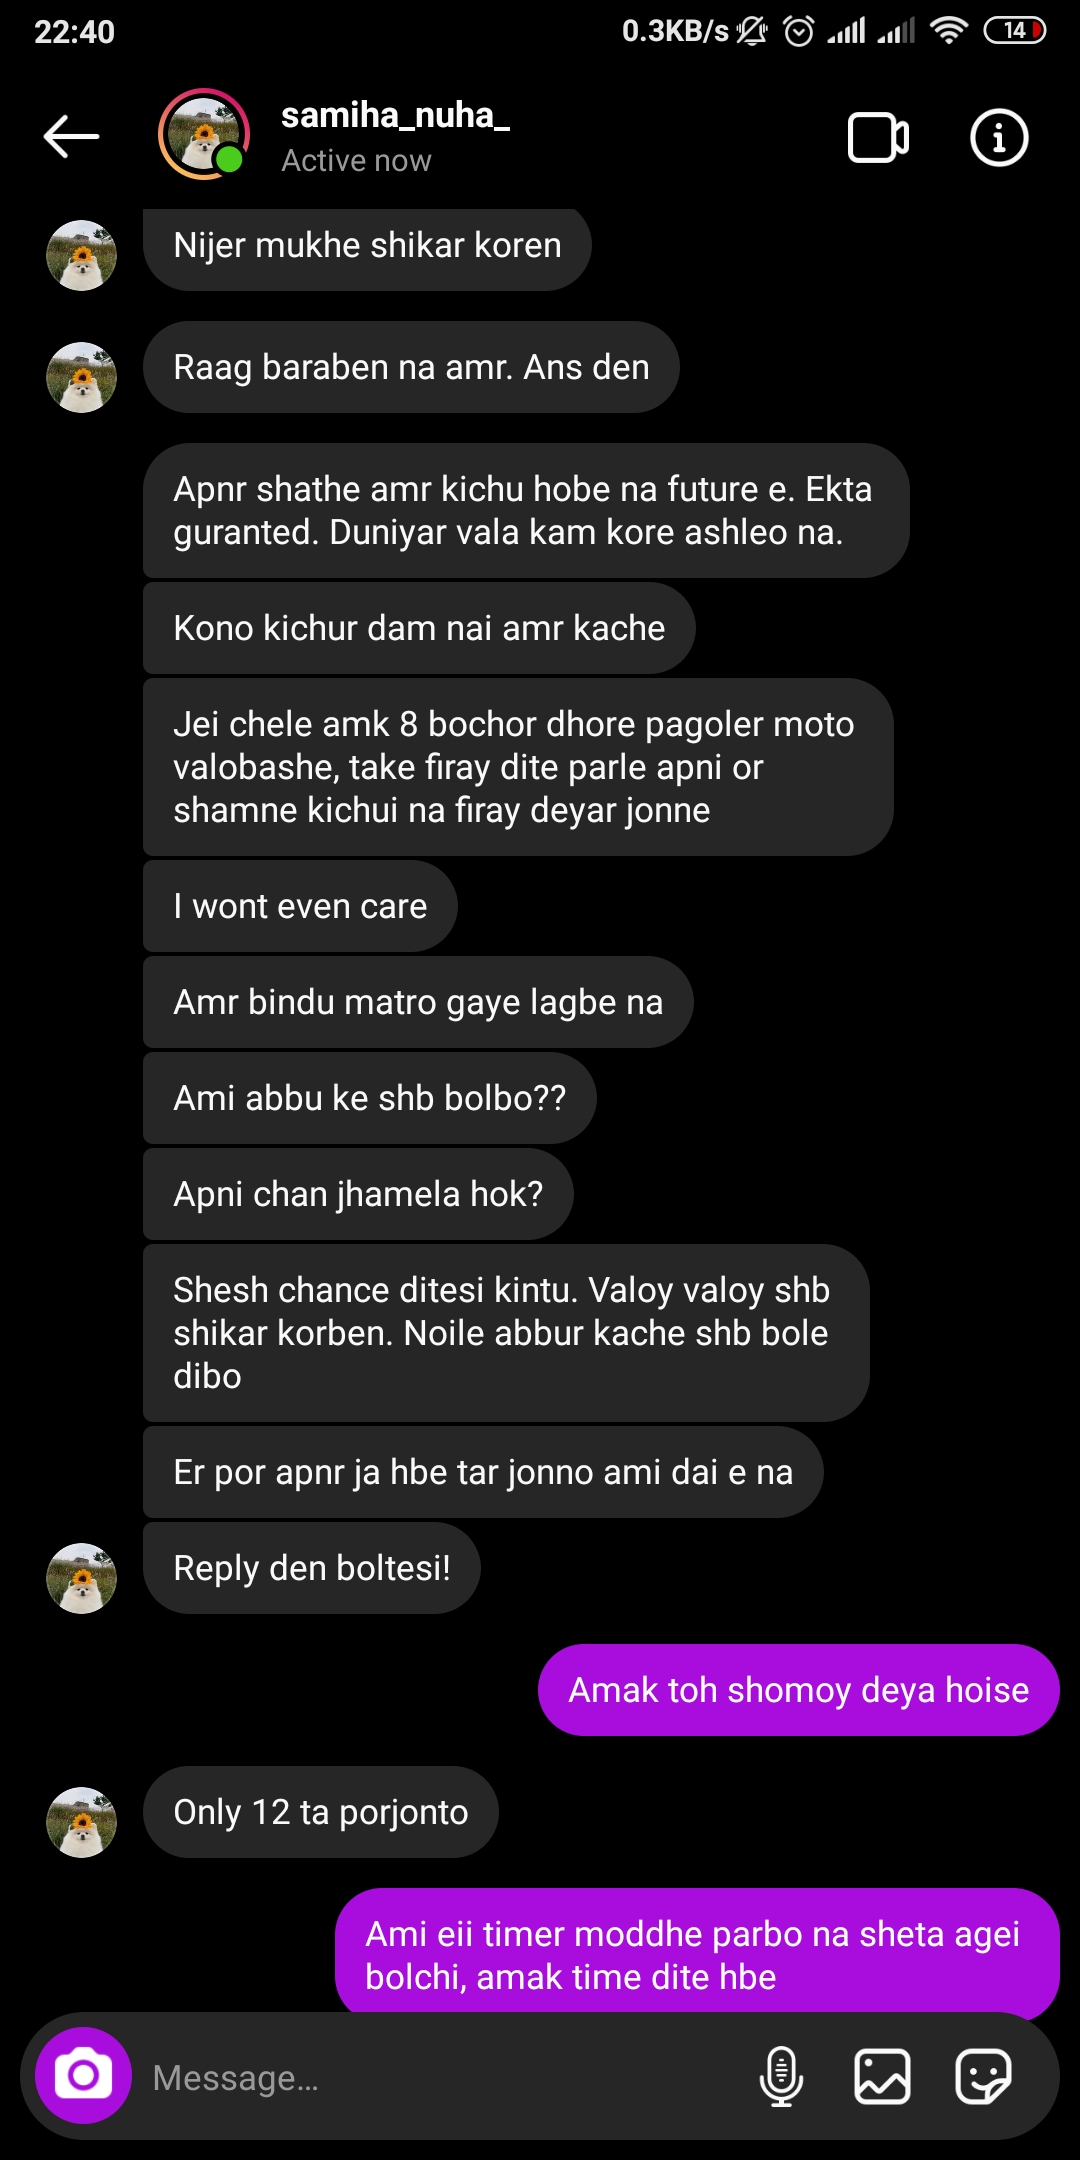 22:40
0.3KB/s
14
samiha_nuha_
Active now
Nijer mukhe shikar koren
Raag baraben na amr. Ans den
Apnr shathe amr kichu hobe na future e. Ekta
guranted. Duniyar vala kam kore ashleo na.
Kono kichur dam nai amr kache
Jei chele amk 8 bochor dhore pagoler moto
valobashe, take firay dite parle apni or
shamne kichui na firay deyar jonne
I wont even care
Amr bindu matro gaye lagbe na
Ami abbu ke shb bolbo??
Apni chan jhamela hok?
Shesh chance ditesi kintu. Valoy valoy shb
shikar korben. Noile abbur kache shb bole
dibo
Er por apnr ja hbe tar jonno ami dai e na
Reply den boltesi!
Amak toh shomoy deya hoise
Only 12 ta porjonto
Ami eii timer moddhe parbo na sheta agei
bolchi, amak time dite hbe
Message...